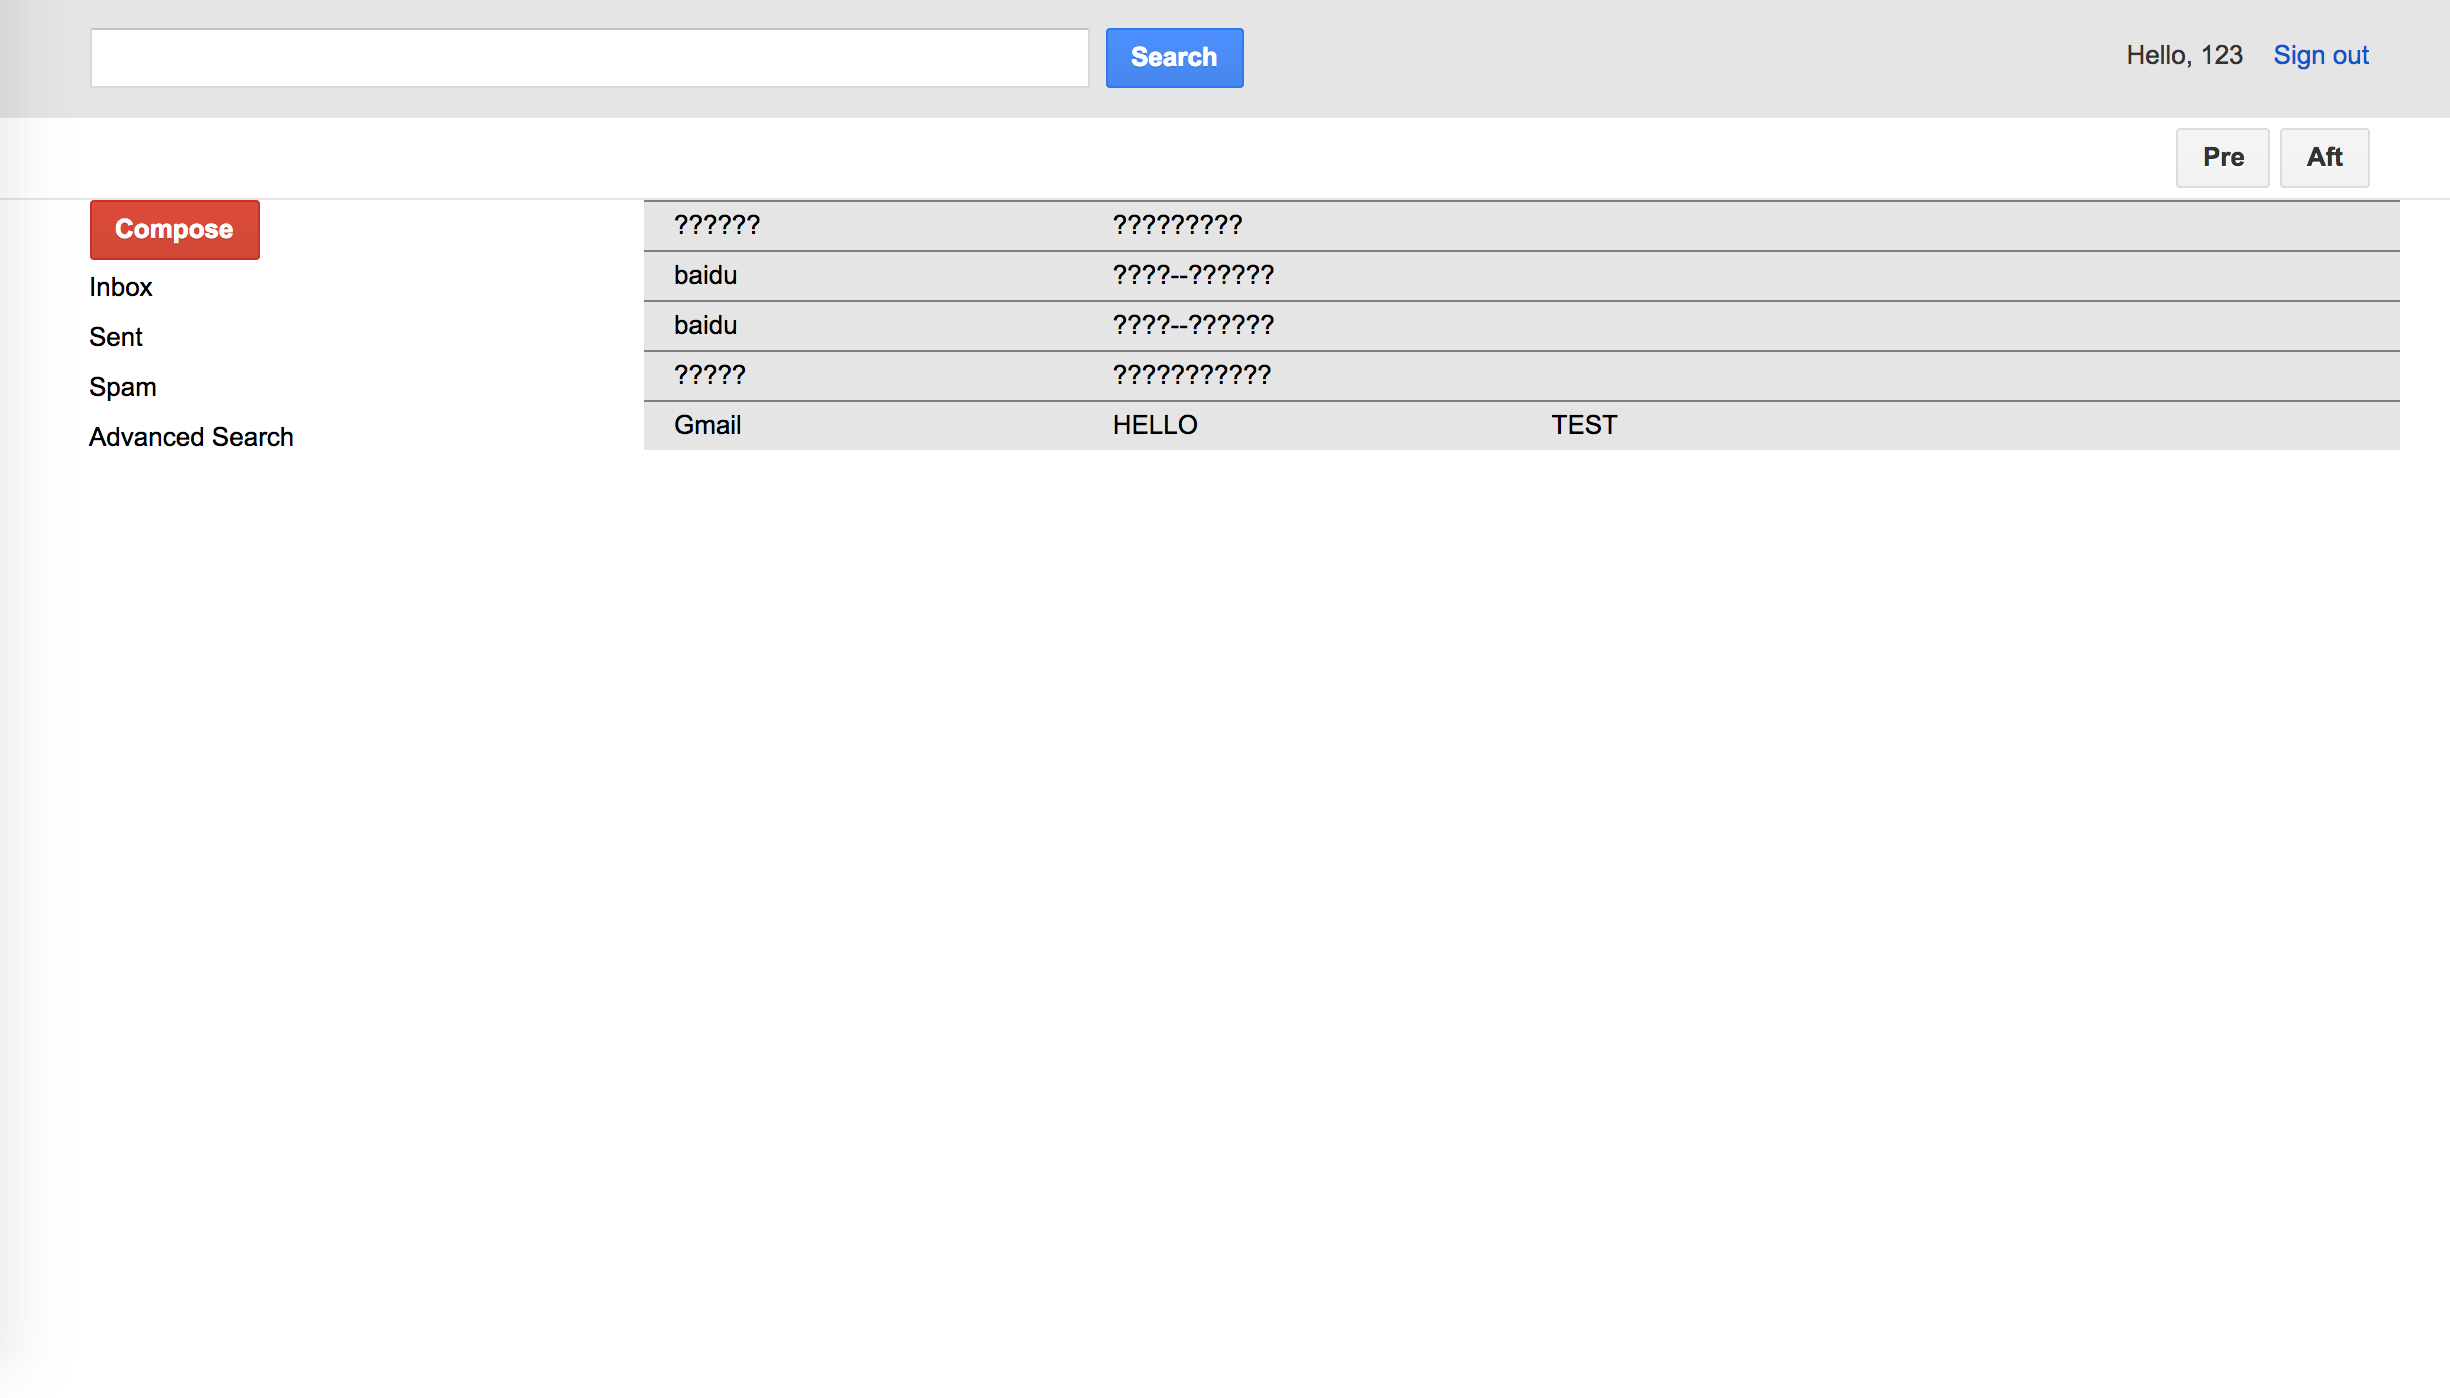 Search
Hello, 123 Sign out
Pre Aft
Compose
Inbox
Sent
Spam
Advanced Search
?????? ?????????
baidu ????--??????
baidu ????--??????
????? ???????????
Gmail HELLO TEST